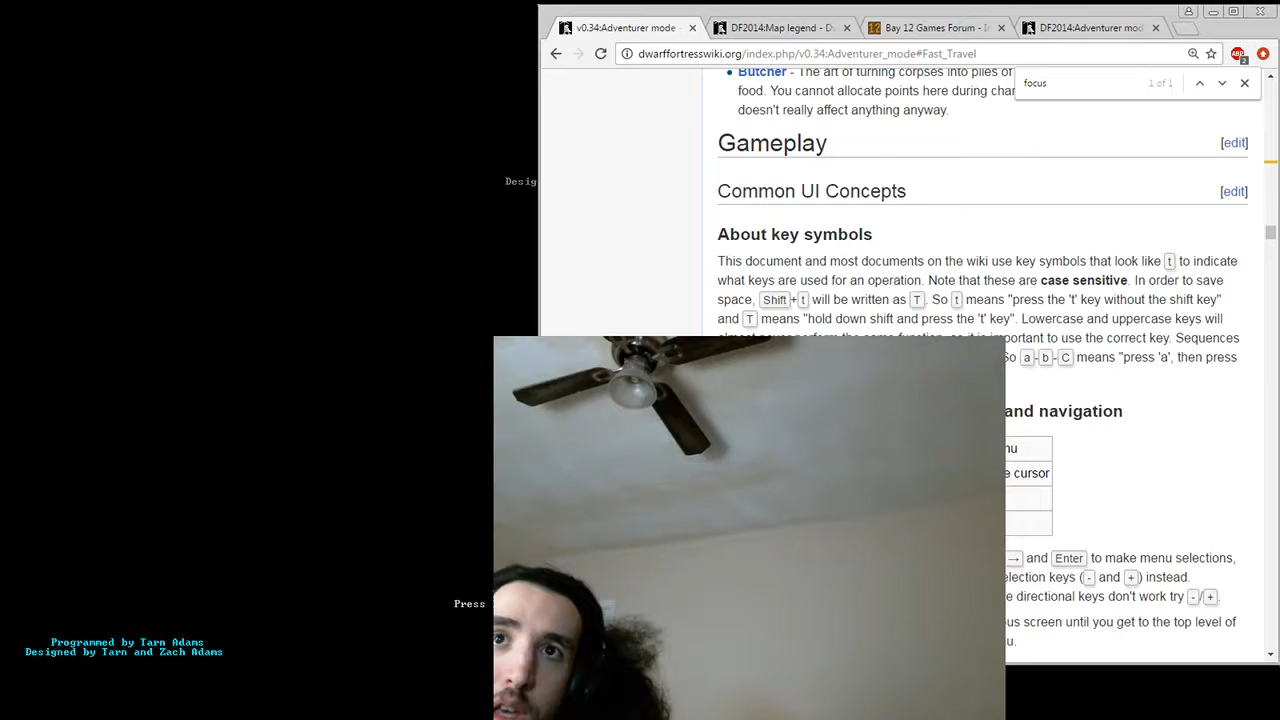 v0.34:Adventurer mode
DF2014:Map legend - D
Bay 12 Games Forum - I
DF2014:Adventurer mod
dwarffortresswiki.org/index.php/v0.34:Adventurer_mode#Fast_Travel
focus 1 of 1
Butcher - The art of turning corpses into piles of
food. You cannot allocate points here during char
doesn't really affect anything anyway.
Gameplay [edit]
Common UI Concepts [edit]
About key symbols
This document and most documents on the wiki use key symbols that look like t to indicate
what keys are used for an operation. Note that these are case sensitive. In order to save
space, Shift+t will be written as T. So t means "press the 't' key without the shift key"
and T means "hold down shift and press the 't' key". Lowercase and uppercase keys will
important to use the correct key. Sequences
So a-b-C means "press 'a', then press
and navigation
nu
e cursor
→ and Enter to make menu selections,
election keys (- and +) instead.
e directional keys don't work try -/+.
us screen until you get to the top level of
u.
Desig
Press
Programmed by Tarn Adams
Designed by Tarn and Zach Adams